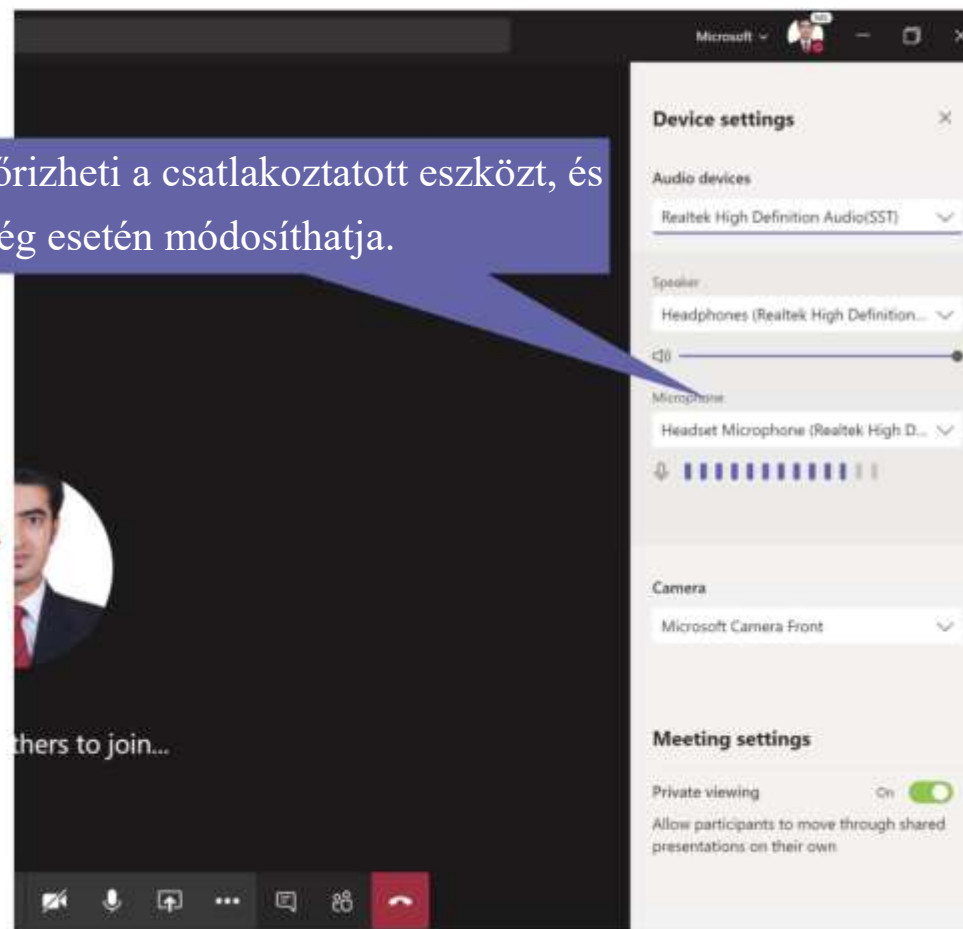 Microsoft
Device settings
őrizheti a csatlakoztatott eszközt, és
ég esetén módosíthatja.
Audio devices
Realtek High Definition Audio(SST)
Speaker
Headphones (Realtek High Definition...
Microphone
Headset Microphone (Realtek High D...
Camera
Microsoft Camera Front
thers to join...
Meeting settings
Private viewing On
Allow participants to move through shared
presentations on their own